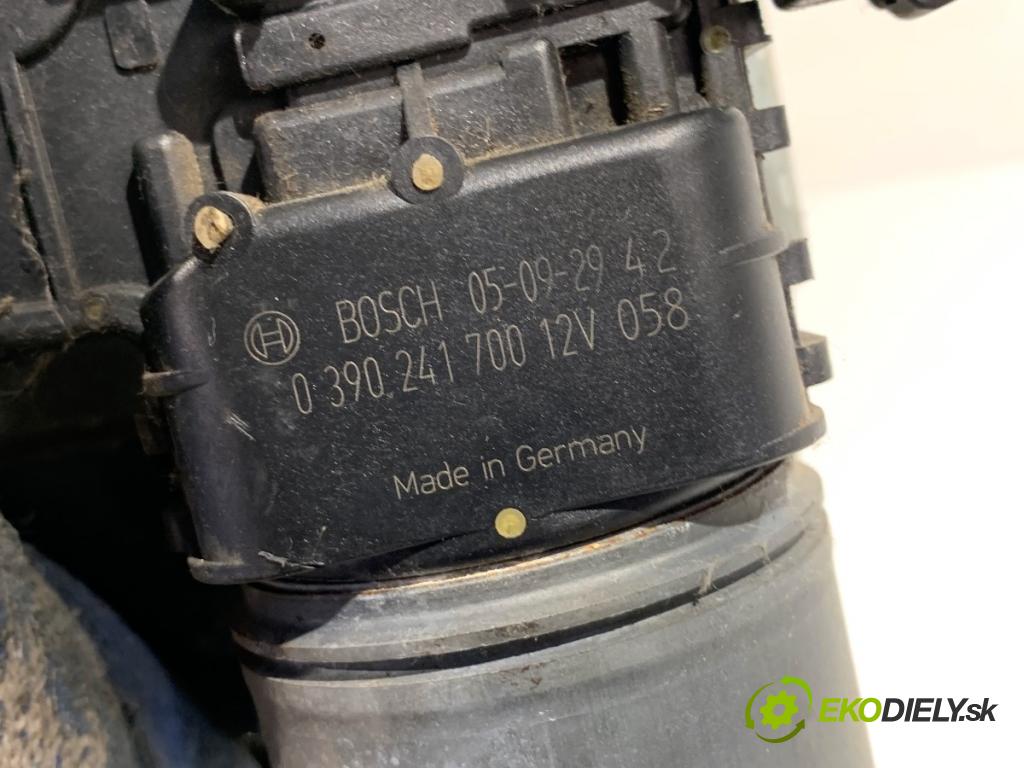 BOSCH 05-09-29 4 2
0 390 241 700 12V 058
Made in Germany
EKODIELY.sk